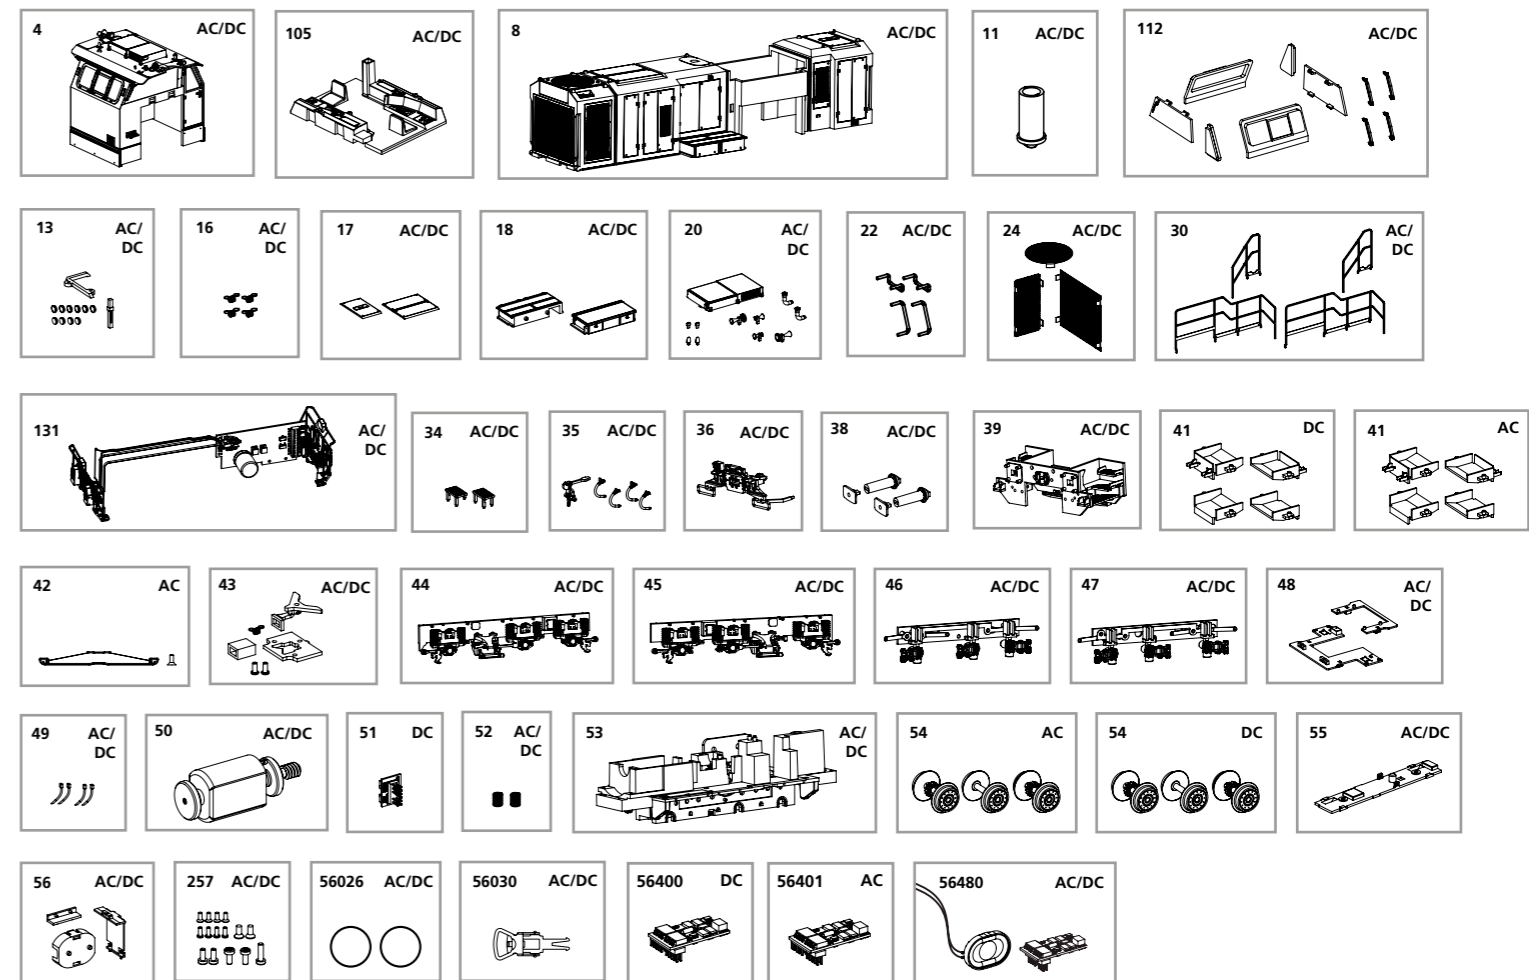 4 AC/DC
105 AC/DC
8 AC/DC
11 AC/DC
112 AC/DC
13 AC/
DC
16 AC/
DC
17 AC/DC
18 AC/DC
20 AC/
DC
22 AC/DC
24 AC/DC
30 AC/
DC
131 AC/
DC
34 AC/DC
35 AC/DC
36 AC/DC
38 AC/DC
39 AC/DC
41 DC
41 AC
42 AC
43 AC/DC
44 AC/DC
45 AC/DC
46 AC/DC
47 AC/DC
48 AC/
DC
49 AC/
DC
50 AC/DC
51 DC
52 AC/
DC
53 AC/
DC
54 AC
54 DC
55 AC/DC
56 AC/DC
257 AC/DC
56026 AC/DC
56030 AC/DC
56400 DC
56401 AC
56480 AC/DC